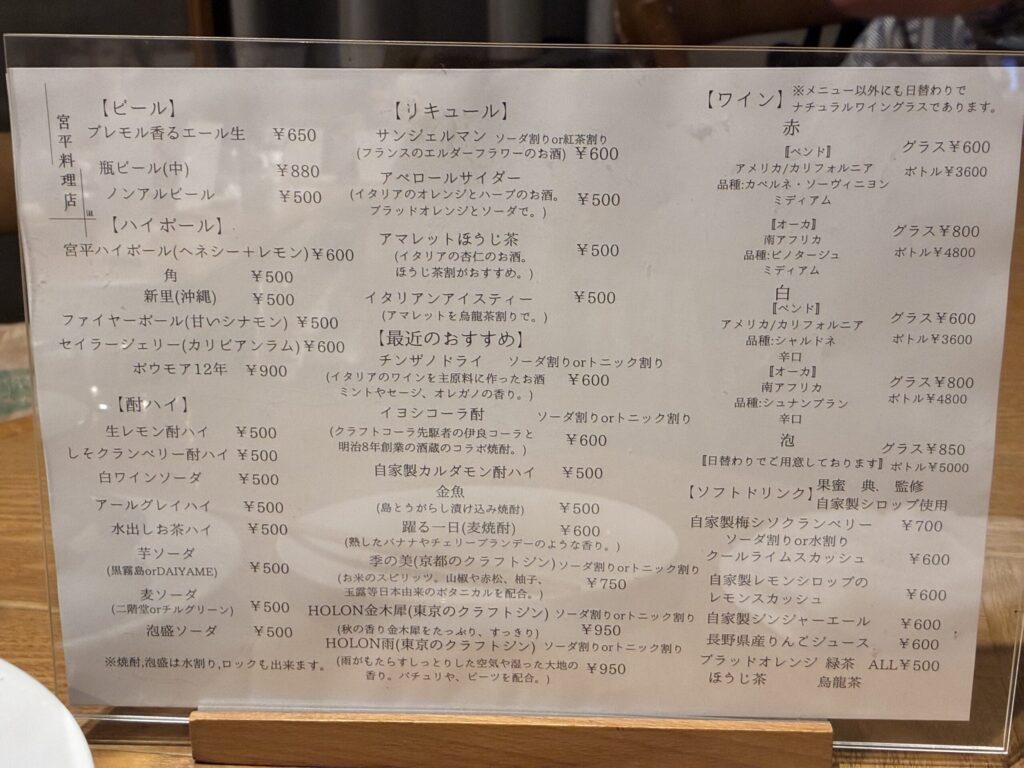 宮平料理店
【ビール】
プレモル香るエール生 ￥650
瓶ビール(中) ￥880
ノンアルビール ￥500
【ハイボール】
宮平ハイボール(ヘネシー＋レモン)￥600
角 ￥500
新里(沖縄) ￥500
ファイヤーボール(甘いシナモン) ￥500
セイラージェリー(カリビアンラム)￥600
ボウモア12年 ￥900
【酎ハイ】
生レモン酎ハイ ￥500
しそクランベリー酎ハイ ￥500
白ワインソーダ ￥500
アールグレイハイ ￥500
水出しお茶ハイ ￥500
芋ソーダ
(黒霧島orDAIYAME) ￥500
麦ソーダ
(二階堂orチルグリーン) ￥500
泡盛ソーダ ￥500
※焼酎,泡盛は水割り,ロックも出来ます。
【リキュール】
サンジェルマン ソーダ割りor紅茶割り
(フランスのエルダーフラワーのお酒) ￥600
アペロールサイダー
(イタリアのオレンジとハーブのお酒。
ブラッドオレンジとソーダで。) ￥500
アマレットほうじ茶
(イタリアの杏仁のお酒。 ￥500
ほうじ茶割がおすすめ。)
イタリアンアイスティー ￥500
(アマレットを烏龍茶割りで。)
【最近のおすすめ】
チンザノドライ ソーダ割りorトニック割り
(イタリアのワインを主原料に作ったお酒 ￥600
ミントやセージ、オレガノの香り。)
イヨシコーラ酎 ソーダ割りorトニック割り
(クラフトコーラ先駆者の伊良コーラと ￥600
明治8年創業の酒蔵のコラボ焼酎。)
自家製カルダモン酎ハイ ￥500
金魚
(島とうがらし漬け込み焼酎) ￥500
躍る一日(麦焼酎) ￥600
(熟したバナナやチェリーブランデーのような香り。)
季の美(京都のクラフトジン) ソーダ割りorトニック割り
(お米のスピリッツ。山椒や赤松、柚子、 ￥750
玉露等日本由来のボタニカルを配合。)
HOLON金木犀(東京のクラフトジン) ソーダ割りorトニック割り
(秋の香り金木犀をたっぷり、すっきり) ￥950
HOLON雨(東京のクラフトジン) ソーダ割りorトニック割り
(雨がもたらすしっとりした空気や湿った大地の ￥950
香り。パチュリや、ビーツを配合。)
【ワイン】 ※メニュー以外にも日替わりで
ナチュラルワイングラスであります。
赤
『ベンド』 グラス￥600
アメリカ/カリフォルニア ボトル￥3600
品種:カベルネ・ソーヴィニヨン
ミディアム
『オーカ』 グラス￥800
南アフリカ ボトル￥4800
品種:ピノタージュ
ミディアム
白
『ベンド』 グラス￥600
アメリカ/カリフォルニア ボトル￥3600
品種:シャルドネ
辛口
『オーカ』 グラス￥800
南アフリカ ボトル￥4800
品種:シュナンブラン
辛口
泡 グラス￥850
『日替わりでご用意しております』 ボトル￥5000
【ソフトドリンク】 果蜜 典、監修
自家製シロップ使用
自家製梅シソクランベリー ￥700
ソーダ割りor水割り
クールライムスカッシュ ￥600
自家製レモンシロップの
レモンスカッシュ ￥600
自家製ジンジャーエール ￥600
長野県産りんごジュース ￥600
ブラッドオレンジ 緑茶 ALL￥500
ほうじ茶 烏龍茶